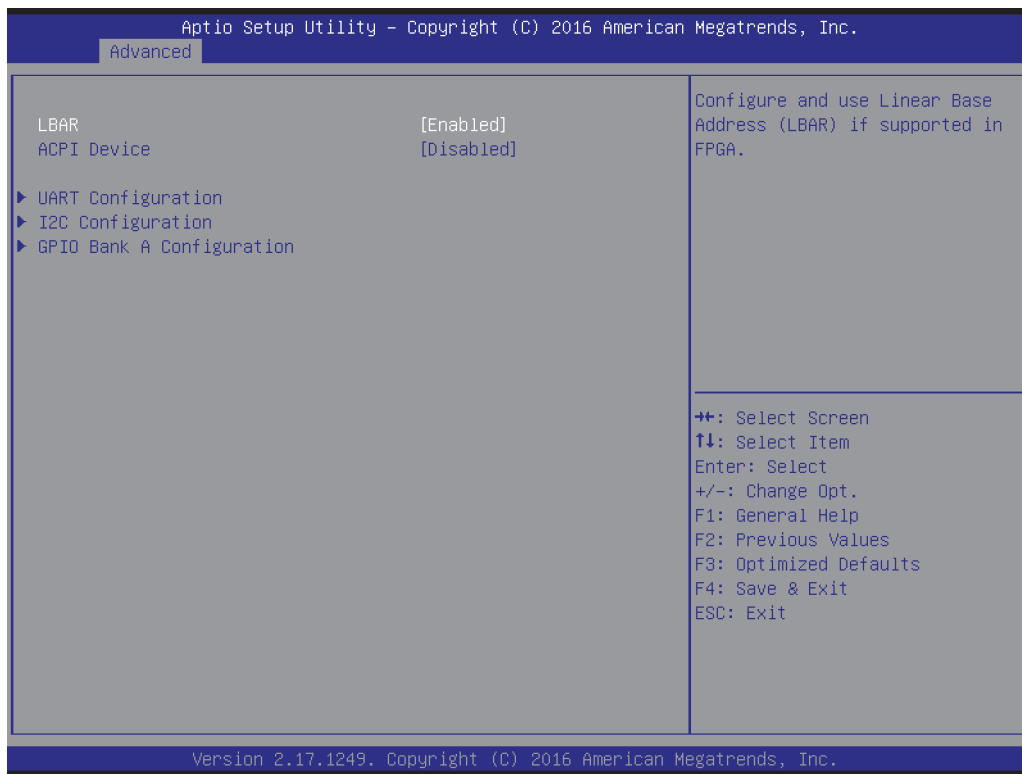 Aptio Setup Utility – Copyright (C) 2016 American Megatrends, Inc.
Advanced
LBAR [Enabled]
ACPI Device [Disabled]
UART Configuration
I2C Configuration
GPIO Bank A Configuration
Configure and use Linear Base
Address (LBAR) if supported in
FPGA.
→←: Select Screen
↑↓: Select Item
Enter: Select
+/-: Change Opt.
F1: General Help
F2: Previous Values
F3: Optimized Defaults
F4: Save & Exit
ESC: Exit
Version 2.17.1249. Copyright (C) 2016 American Megatrends, Inc.